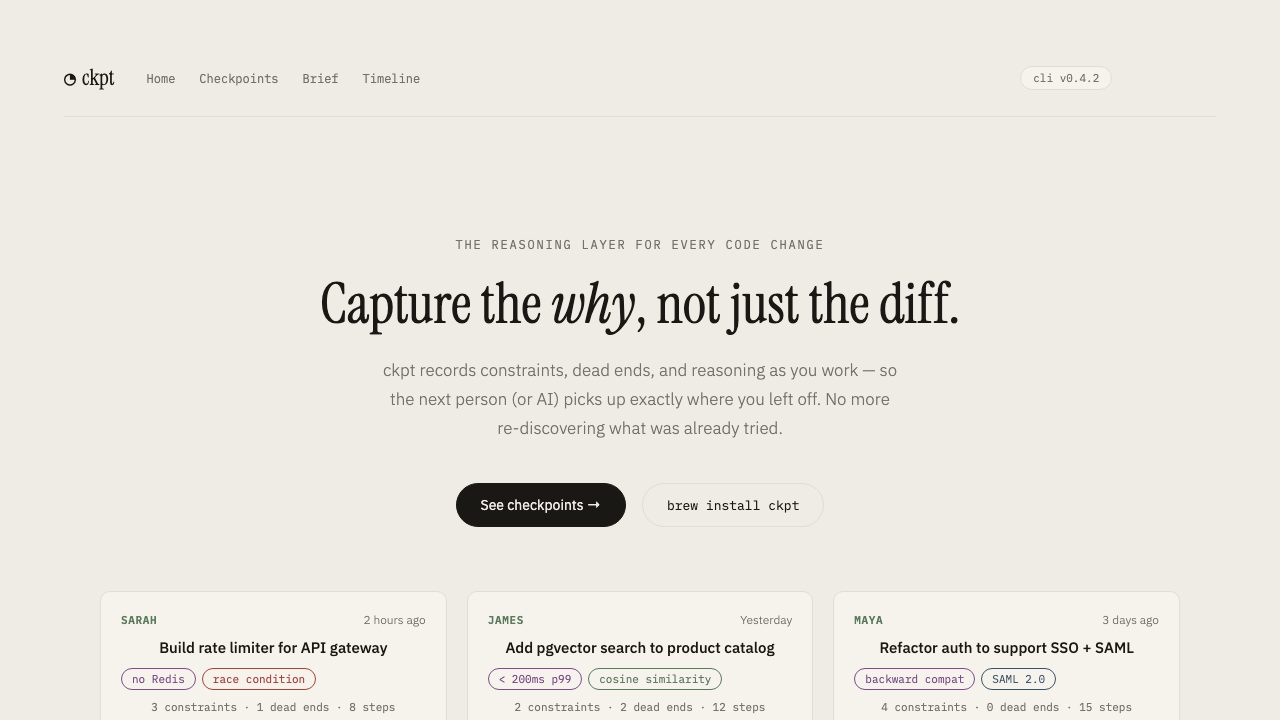 ckpt Home Checkpoints Brief Timeline cli v0.4.2
THE REASONING LAYER FOR EVERY CODE CHANGE
Capture the why, not just the diff.
ckpt records constraints, dead ends, and reasoning as you work — so
the next person (or AI) picks up exactly where you left off. No more
re-discovering what was already tried.
See checkpoints → brew install ckpt
SARAH 2 hours ago
Build rate limiter for API gateway
no Redis race condition
3 constraints · 1 dead ends · 8 steps
JAMES Yesterday
Add pgvector search to product catalog
< 200ms p99 cosine similarity
2 constraints · 2 dead ends · 12 steps
MAYA 3 days ago
Refactor auth to support SSO + SAML
backward compat SAML 2.0
4 constraints · 0 dead ends · 15 steps